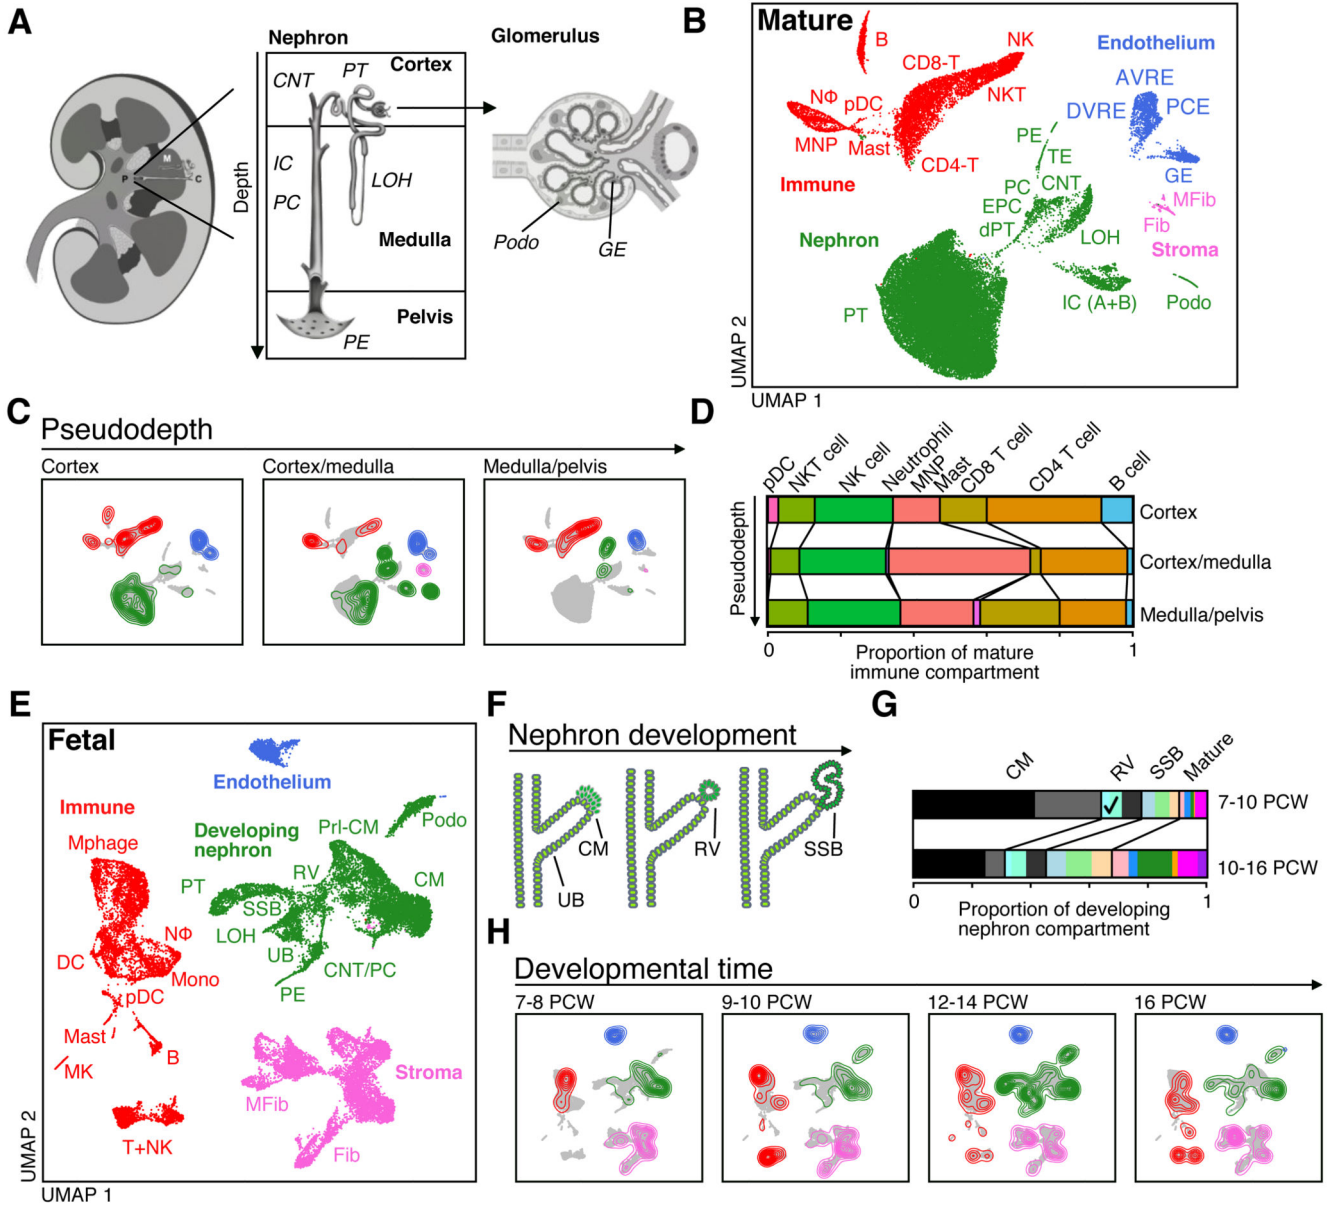 A
Nephron
Glomerulus
CNT
PT
Cortex
Depth
IC
PC
LOH
Medulla
M
P
C
Podo
GE
Pelvis
PE
B
Mature
B
NK
CD8-T
Endothelium
AVRE
NΦ
pDC
NKT
DVRE
PCE
MNP
Mast
CD4-T
PE
TE
GE
Immune
PC
CNT
MFib
EPC
Fib
dPT
Nephron
LOH
Stroma
PT
IC (A+B)
Podo
UMAP 2
UMAP 1
C
Pseudodepth
Cortex
Cortex/medulla
Medulla/pelvis
D
pDC
NKT cell
NK cell
Neutrophil
MNP
Mast
CD8 T cell
CD4 T cell
B cell
Pseudodepth
Cortex
Cortex/medulla
Medulla/pelvis
0
1
Proportion of mature
immune compartment
E
Fetal
Endothelium
Immune
Mphage
Developing
nephron
Prl-CM
Podo
RV
PT
CM
SSB
LOH
NΦ
UB
DC
Mono
CNT/PC
PE
pDC
Mast
B
MK
Stroma
MFib
T+NK
Fib
UMAP 2
UMAP 1
F
Nephron development
CM
RV
SSB
UB
G
CM
RV
SSB
Mature
7-10 PCW
10-16 PCW
0
1
Proportion of developing
nephron compartment
H
Developmental time
7-8 PCW
9-10 PCW
12-14 PCW
16 PCW